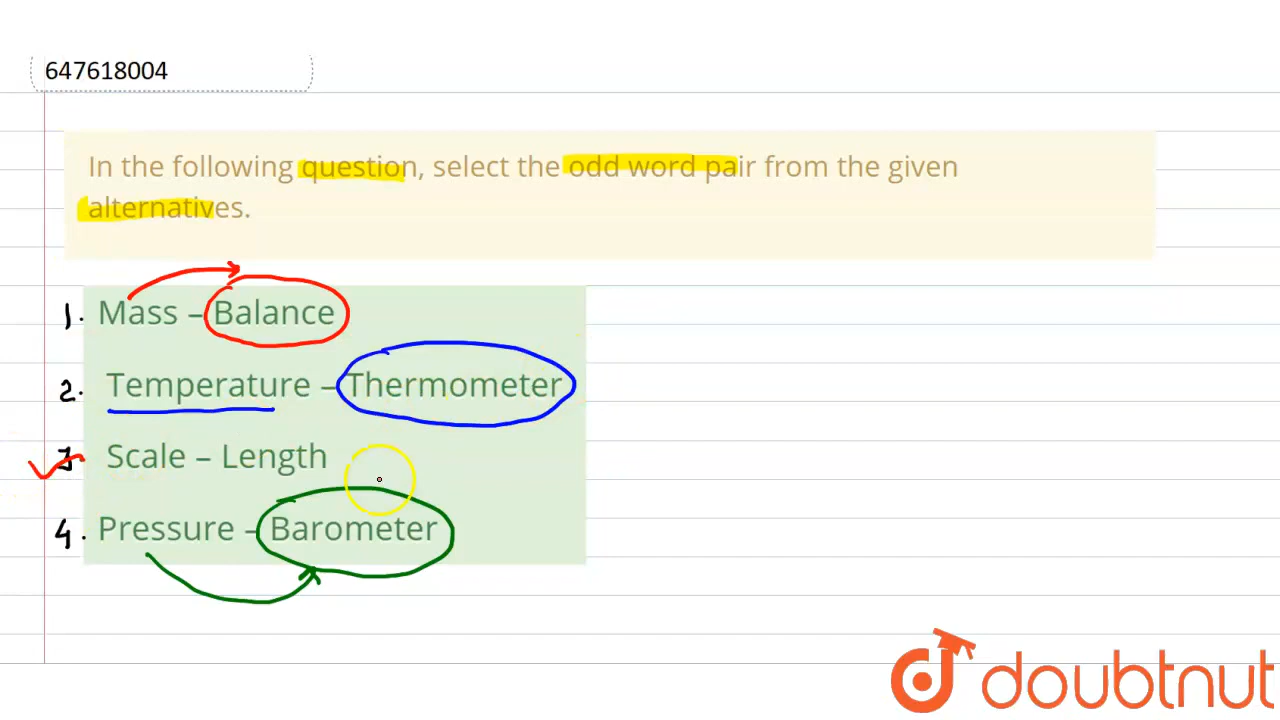 647618004
In the following question, select the odd word pair from the given
alternatives.
1. Mass – Balance
2. Temperature – Thermometer
3 Scale – Length
4. Pressure – Barometer
doubtnut